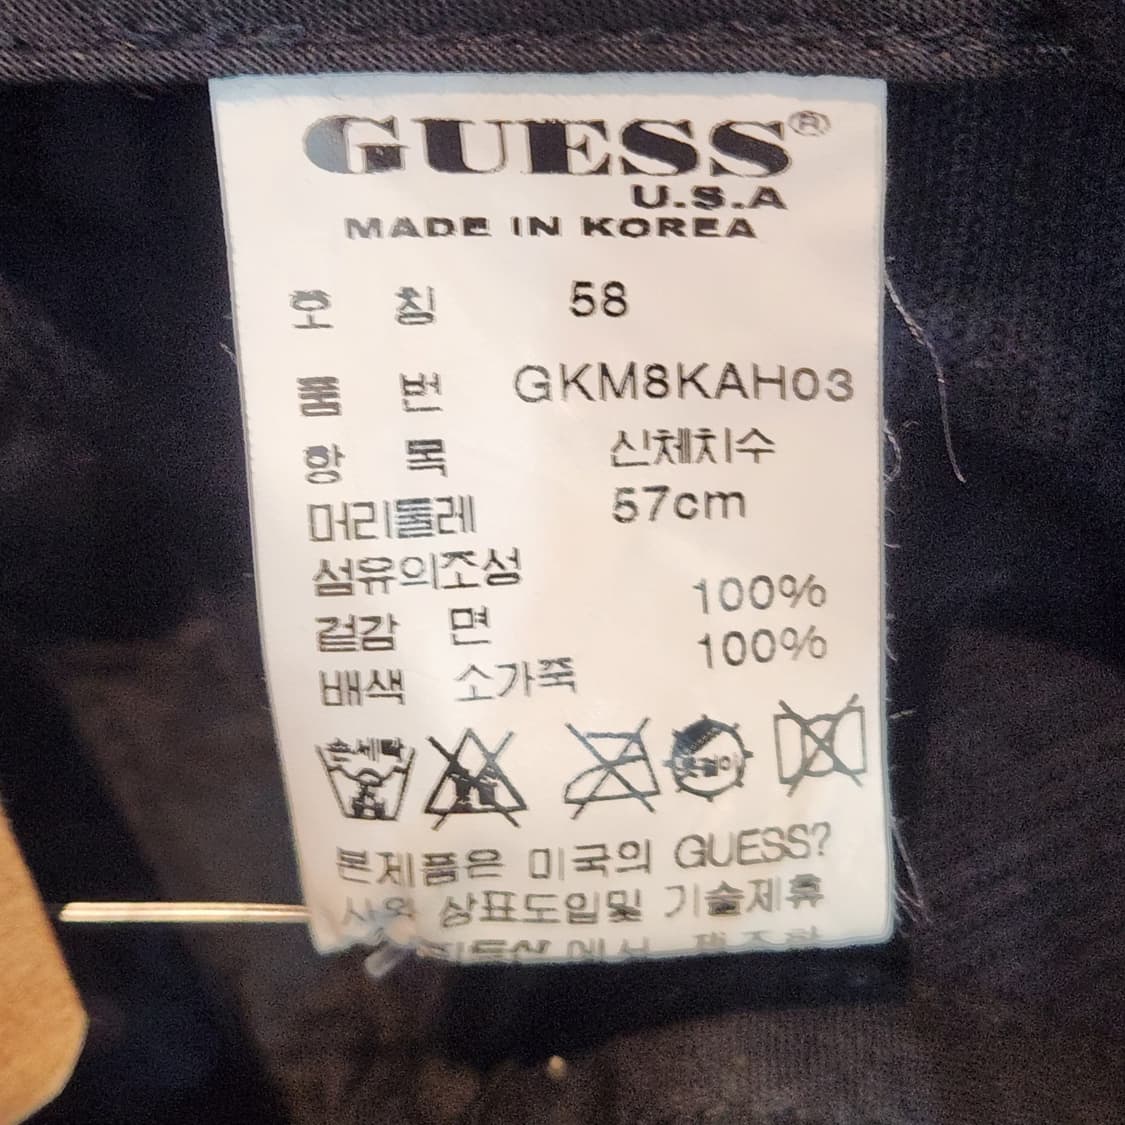 GUESS®
U.S.A
MADE IN KOREA
호 칭 58
품 번 GKM8KAH03
항 목 신체치수
머리둘레 57cm
섬유의조성
겉감 면 100%
배색 소가죽 100%
손세탁
본제품은 미국의 GUESS?
사와 상표도입및 기술제휴